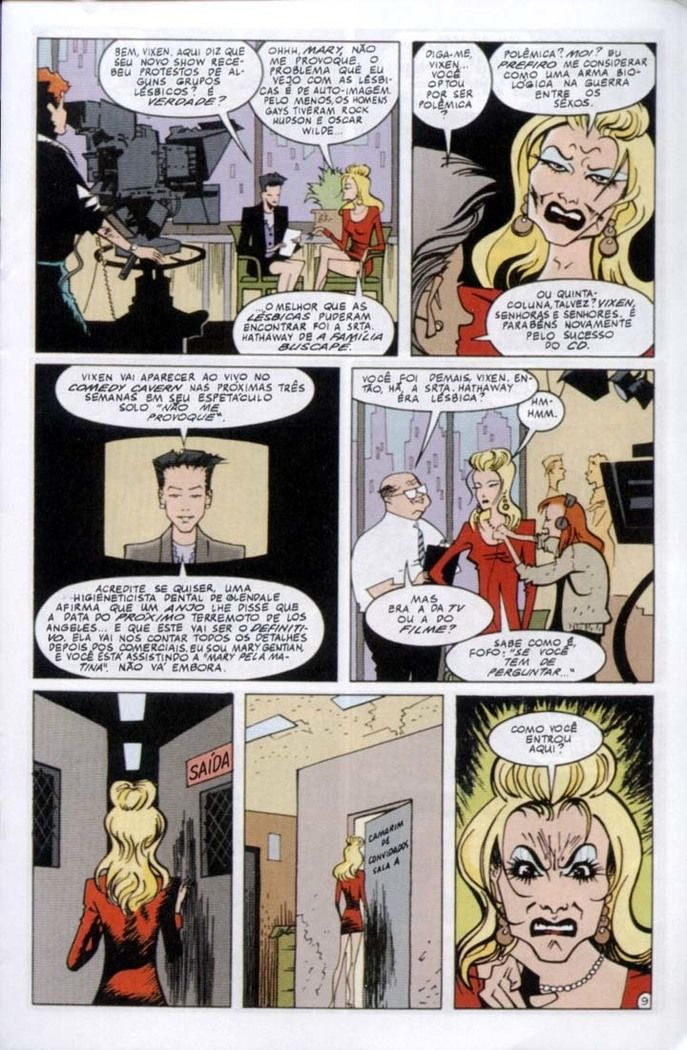 BEM, VIXEN, AQUI DIZ QUE
SEU NOVO SHOW RECE-
BEU PROTESTOS DE AL-
GUNS GRUPOS
LÉSBICOS? É
VERDADE?
OHHH, MARY, NÃO
ME PROVOQUE. O
PROBLEMA QUE EU
VEJO COM AS LÉSBI-
CAS É DE AUTO-IMAGEM.
PELO MENOS, OS HOMENS
GAYS TIVERAM ROCK
HUDSON E OSCAR
WILDE...
...O MELHOR QUE AS
LÉSBICAS PUDERAM
ENCONTRAR FOI A SRTA.
HATHAWAY DE A FAMÍLIA
BUSCAPÉ.
DIGA-ME,
VIXEN...
VOCÊ
OPTOU
POR SER
POLÊMICA
?
POLÊMICA? MOI? EU
PREFIRO ME CONSIDERAR
COMO UMA ARMA BIO-
LÓGICA NA GUERRA
ENTRE OS
SEXOS.
OU QUINTA-
COLUNA, TALVEZ? VIXEN,
SENHORAS E SENHORES. E
PARABÉNS NOVAMENTE
PELO SUCESSO
DO CD.
VIXEN VAI APARECER AO VIVO NO
COMEDY CAVERN NAS PRÓXIMAS TRÊS
SEMANAS EM SEU ESPETÁCULO
SOLO "NÃO ME
PROVOQUE".
ACREDITE SE QUISER, UMA
HIGIENETICISTA DENTAL DE GLENDALE
AFIRMA QUE UM ANJO LHE DISSE QUE
A DATA DO PRÓXIMO TERREMOTO DE LOS
ANGELES... E QUE ESTE VAI SER O DEFINITI-
VO. ELA VAI NOS CONTAR TODOS OS DETALHES
DEPOIS DOS COMERCIAIS. EU SOU MARY GENTIAN,
E VOCÊ ESTÁ ASSISTINDO A "MARY PELA MA-
TINA". NÃO VÁ EMBORA.
VOCÊ FOI DEMAIS, VIXEN. EN-
TÃO, HÃ, A SRTA. HATHAWAY
ERA LÉSBICA?
HM-
HMM.
MAS
ERA A DA TV
OU A DO
FILME?
SABE COMO É,
FOFO: "SE VOCÊ
TEM DE
PERGUNTAR..."
SAÍDA
CAMARIM
DE
CONVIDADOS
SALA A
COMO VOCÊ
ENTROU
AQUI?
9